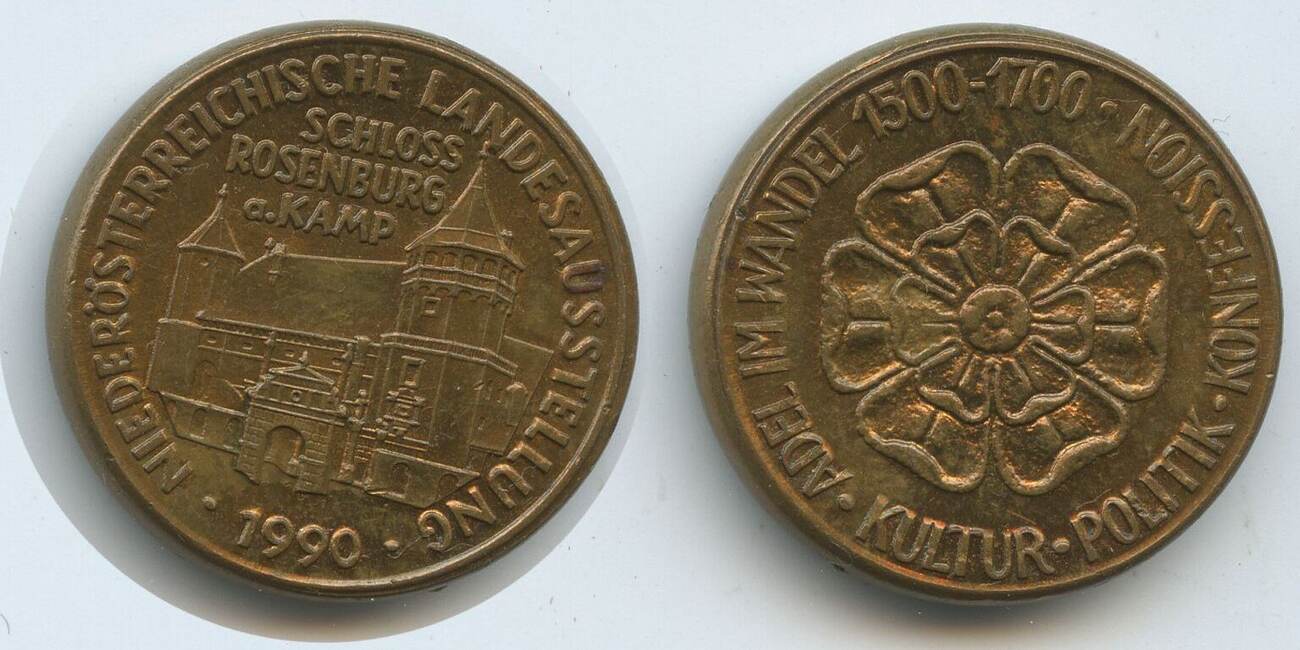 NIEDERÖSTERREICHISCHE LANDESAUSSTELLUNG · 1990 ·
SCHLOSS
ROSENBURG
a. KAMP
ADEL IM WANDEL 1500-1700 · KONFESSION · POLITIK · KULTUR ·